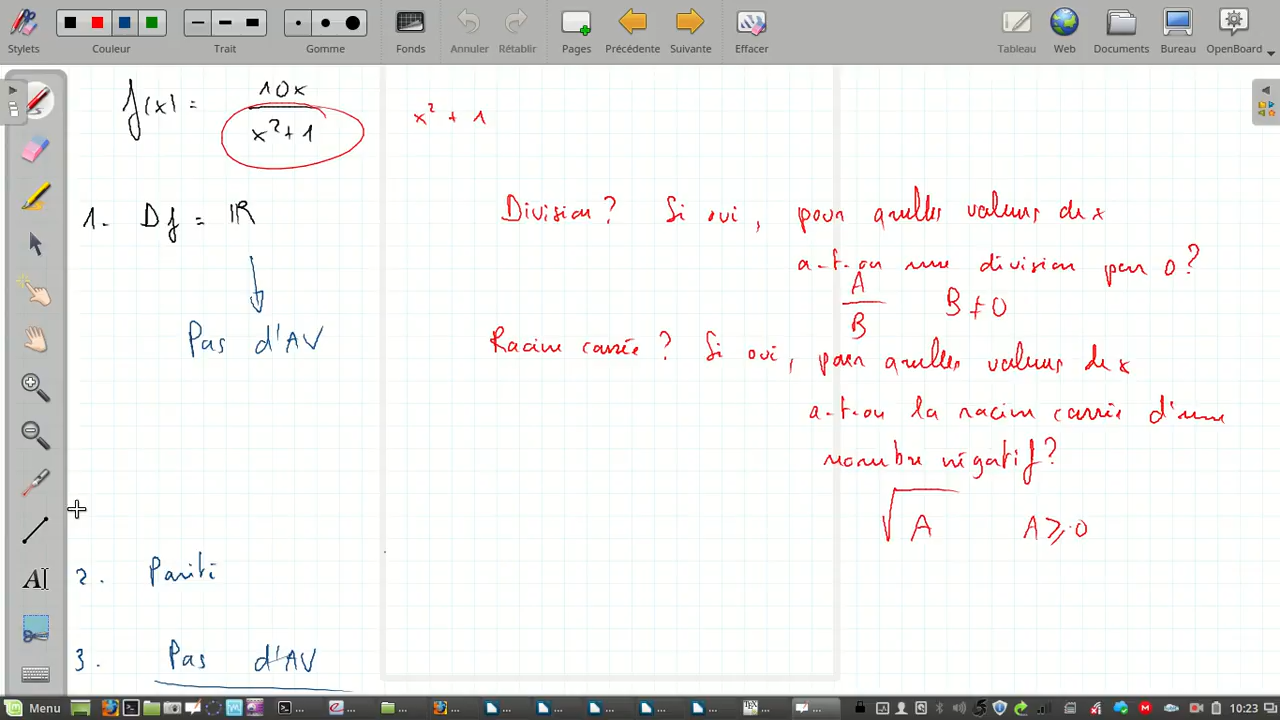 Stylets
Couleur
Trait
Gomme
Fonds
Annuler
Rétablir
Pages
Précédente
Suivante
Effacer
Tableau
Web
Documents
Bureau
OpenBoard
f(x) = 10x
x² + 1
x² + 1
1. Df = ℝ
Pas d'AV
Division ? Si oui, pour quelles valeurs de x
a-t-on une division par 0 ?
A
B
B ≠ 0
Racine carrée ? Si oui, pour quelles valeurs de x
a-t-on la racine carrée d'une
nombre négatif ?
√A A ≥ 0
2. Parité
3. Pas d'AV
Menu
10:23